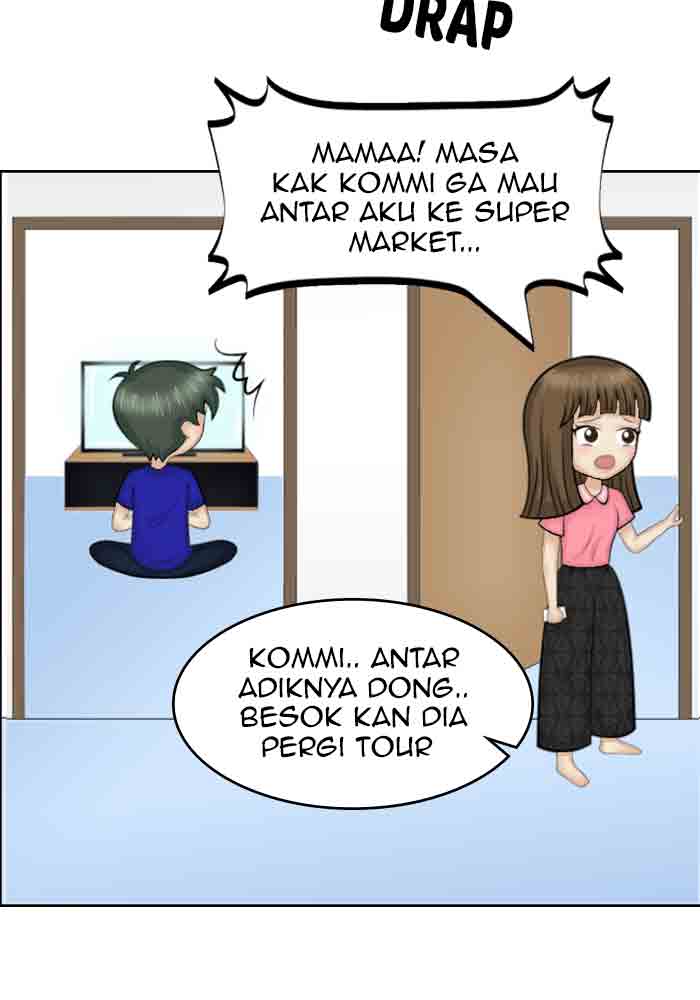 DRAP
MAMAA! MASA
KAK KOMMI GA MAU
ANTAR AKU KE SUPER
MARKET...
KOMMI.. ANTAR
ADIKNYA DONG..
BESOK KAN DIA
PERGI TOUR